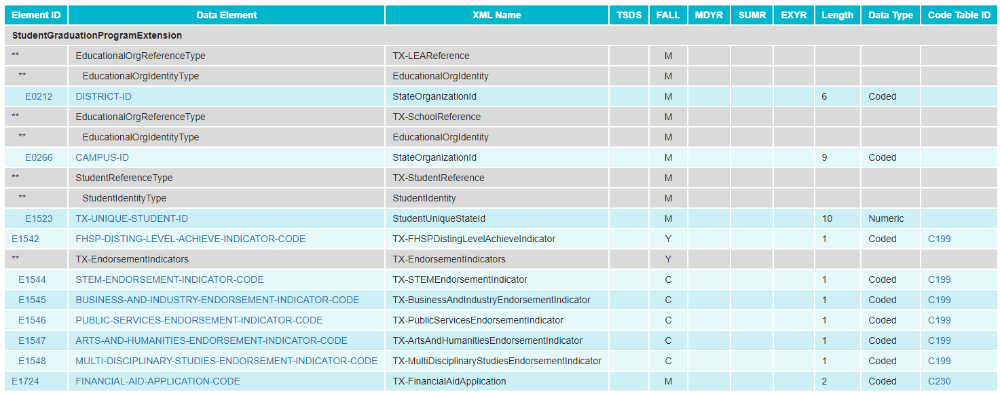 Element ID Data Element XML Name TSDS FALL MDYR SUMR EXYR Length Data Type Code Table ID
StudentGraduationProgramExtension
** EducationalOrgReferenceType TX-LEAReference M
** EducationalOrgIdentityType EducationalOrgIdentity M
E0212 DISTRICT-ID StateOrganizationId M 6 Coded
** EducationalOrgReferenceType TX-SchoolReference M
** EducationalOrgIdentityType EducationalOrgIdentity M
E0266 CAMPUS-ID StateOrganizationId M 9 Coded
** StudentReferenceType TX-StudentReference M
** StudentIdentityType StudentIdentity M
E1523 TX-UNIQUE-STUDENT-ID StudentUniqueStateId M 10 Numeric
E1542 FHSP-DISTING-LEVEL-ACHIEVE-INDICATOR-CODE TX-FHSPDistingLevelAchieveIndicator Y 1 Coded C199
** TX-EndorsementIndicators TX-EndorsementIndicators Y
E1544 STEM-ENDORSEMENT-INDICATOR-CODE TX-STEMEndorsementIndicator C 1 Coded C199
E1545 BUSINESS-AND-INDUSTRY-ENDORSEMENT-INDICATOR-CODE TX-BusinessAndIndustryEndorsementIndicator C 1 Coded C199
E1546 PUBLIC-SERVICES-ENDORSEMENT-INDICATOR-CODE TX-PublicServicesEndorsementIndicator C 1 Coded C199
E1547 ARTS-AND-HUMANITIES-ENDORSEMENT-INDICATOR-CODE TX-ArtsAndHumanitiesEndorsementIndicator C 1 Coded C199
E1548 MULTI-DISCIPLINARY-STUDIES-ENDORSEMENT-INDICATOR-CODE TX-MultiDisciplinaryStudiesEndorsementIndicator C 1 Coded C199
E1724 FINANCIAL-AID-APPLICATION-CODE TX-FinancialAidApplication M 2 Coded C230